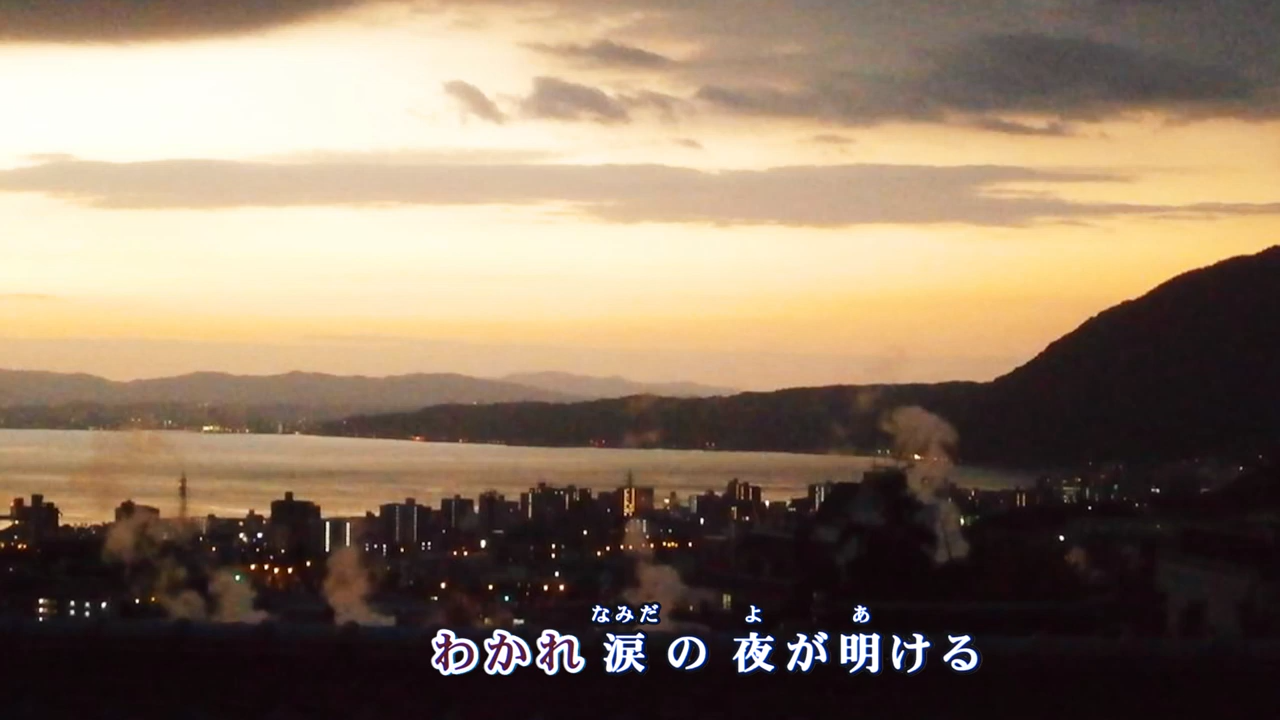 なみだ よ あ
わかれ 涙 の 夜が明ける